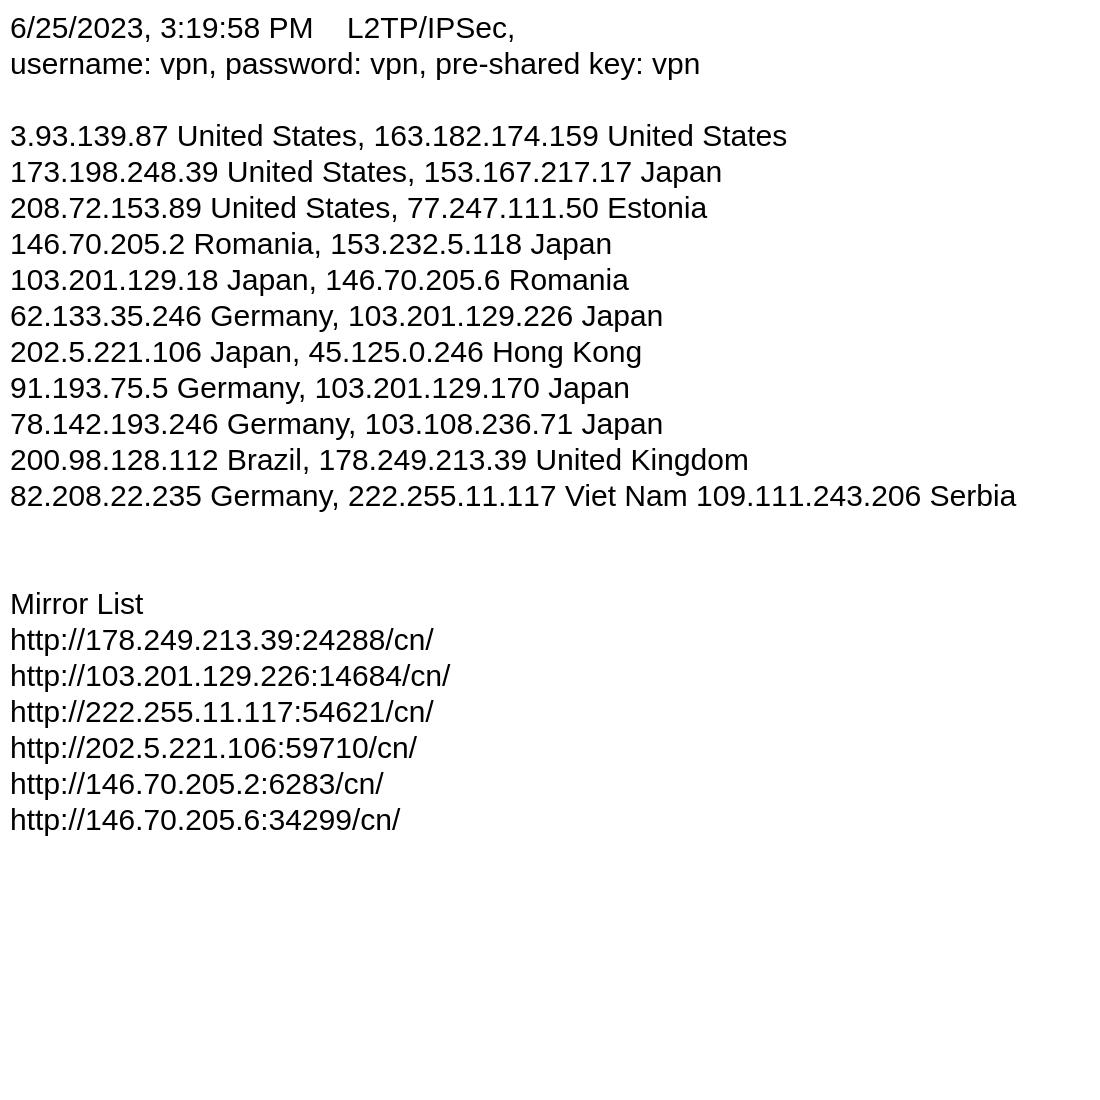 6/25/2023, 3:19:58 PM    L2TP/IPSec,
username: vpn, password: vpn, pre-shared key: vpn
3.93.139.87 United States, 163.182.174.159 United States
173.198.248.39 United States, 153.167.217.17 Japan
208.72.153.89 United States, 77.247.111.50 Estonia
146.70.205.2 Romania, 153.232.5.118 Japan
103.201.129.18 Japan, 146.70.205.6 Romania
62.133.35.246 Germany, 103.201.129.226 Japan
202.5.221.106 Japan, 45.125.0.246 Hong Kong
91.193.75.5 Germany, 103.201.129.170 Japan
78.142.193.246 Germany, 103.108.236.71 Japan
200.98.128.112 Brazil, 178.249.213.39 United Kingdom
82.208.22.235 Germany, 222.255.11.117 Viet Nam 109.111.243.206 Serbia
Mirror List
http://178.249.213.39:24288/cn/
http://103.201.129.226:14684/cn/
http://222.255.11.117:54621/cn/
http://202.5.221.106:59710/cn/
http://146.70.205.2:6283/cn/
http://146.70.205.6:34299/cn/